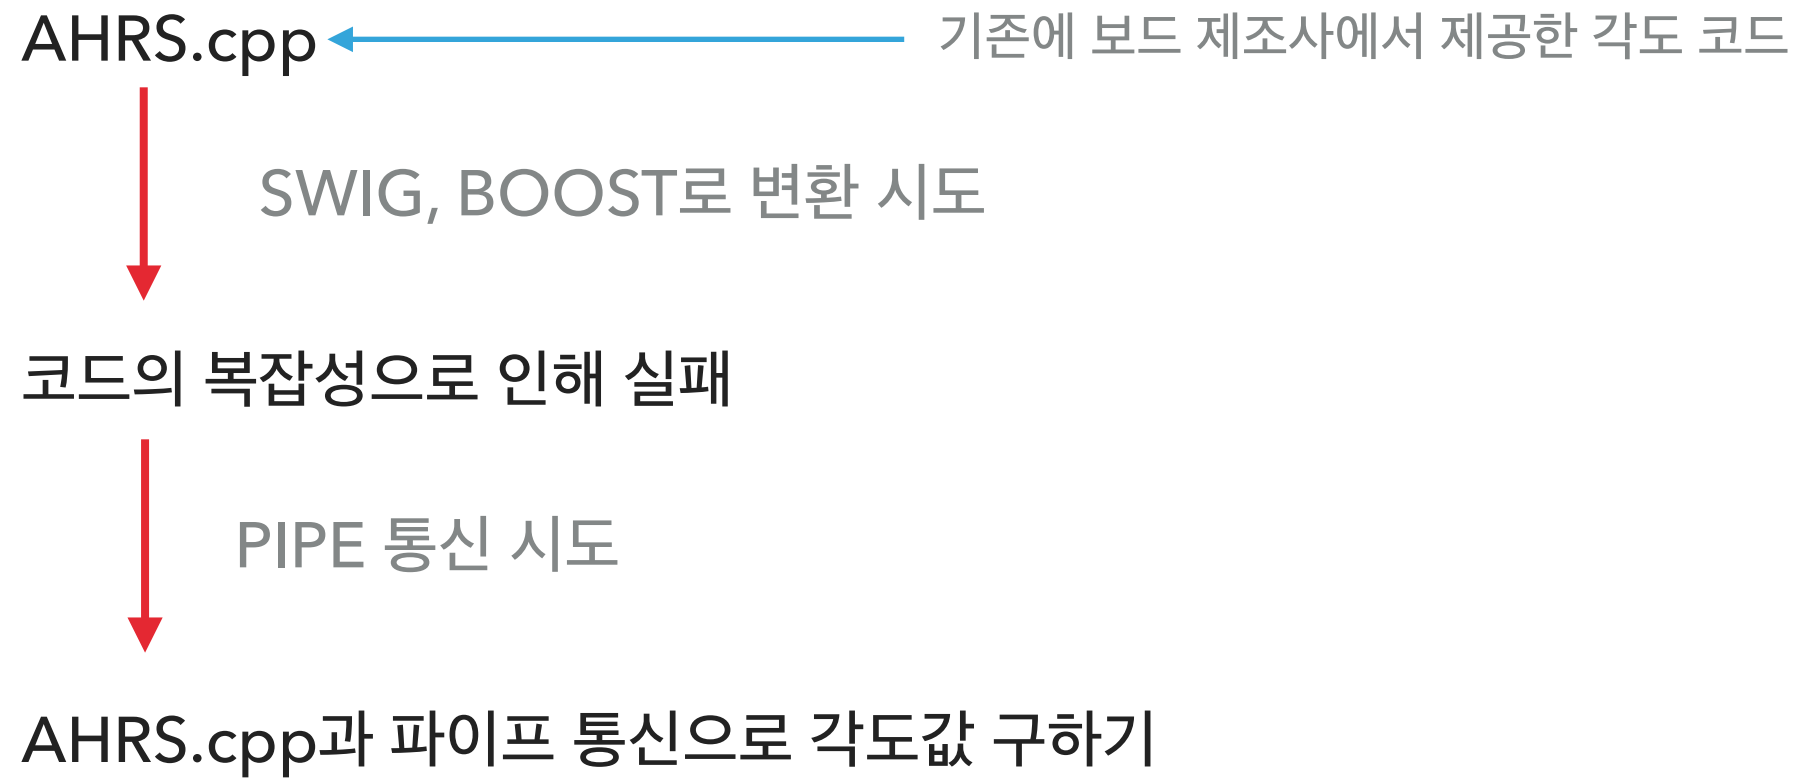 AHRS.cpp
기존에 보드 제조사에서 제공한 각도 코드
SWIG, BOOST로 변환 시도
코드의 복잡성으로 인해 실패
PIPE 통신 시도
AHRS.cpp과 파이프 통신으로 각도값 구하기